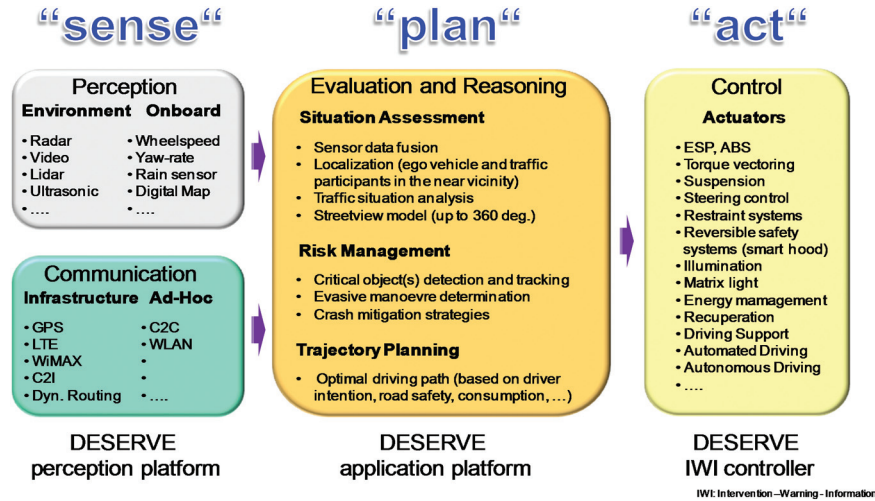 “sense“
“plan“
“act“
Perception
Environment Onboard
• Radar
• Video
• Lidar
• Ultrasonic
• ....
• Wheelspeed
• Yaw-rate
• Rain sensor
• Digital Map
• ....
Communication
Infrastructure Ad-Hoc
• GPS
• LTE
• WiMAX
• C2I
• Dyn. Routing
• C2C
• WLAN
•
•
• ....
DESERVE
perception platform
Evaluation and Reasoning
Situation Assessment
• Sensor data fusion
• Localization (ego vehicle and traffic
participants in the near vicinity)
• Traffic situation analysis
• Streetview model (up to 360 deg.)
Risk Management
• Critical object(s) detection and tracking
• Evasive manoevre determination
• Crash mitigation strategies
Trajectory Planning
• Optimal driving path (based on driver
intention, road safety, consumption, ...)
DESERVE
application platform
Control
Actuators
• ESP, ABS
• Torque vectoring
• Suspension
• Steering control
• Restraint systems
• Reversible safety
systems (smart hood)
• Illumination
• Matrix light
• Energy mamagement
• Recuperation
• Driving Support
• Automated Driving
• Autonomous Driving
• ....
DESERVE
IWI controller
IWI: Intervention–Warning - Information